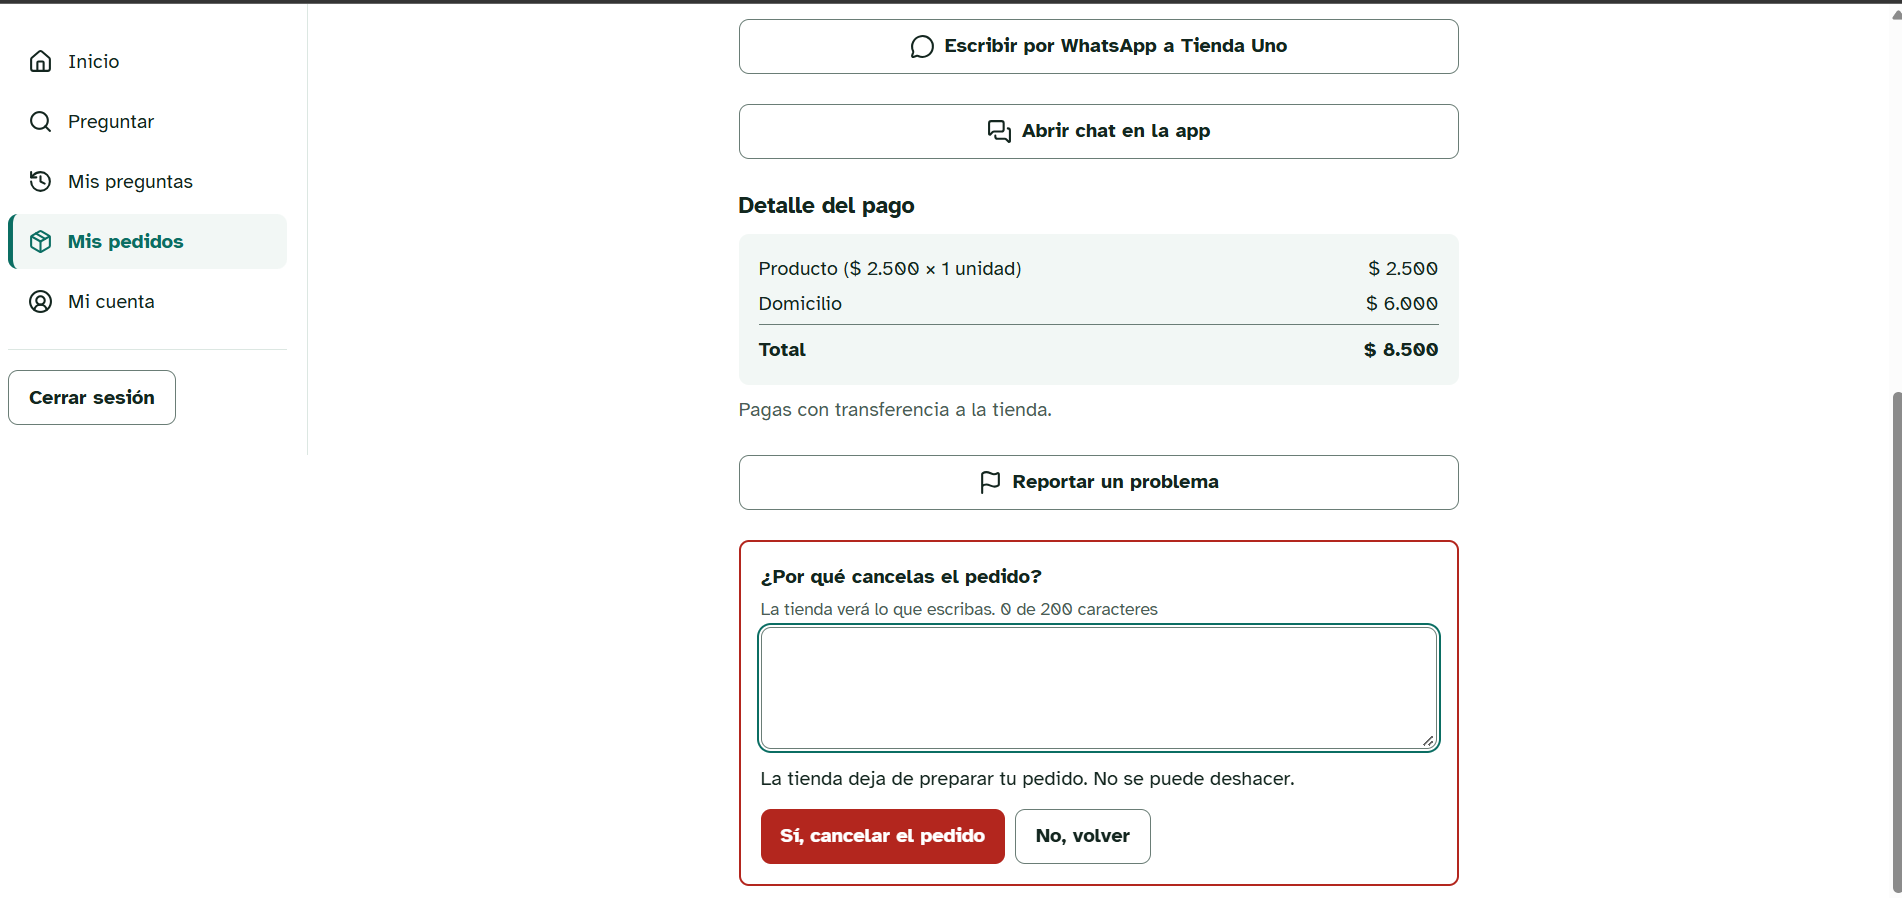 Inicio
Preguntar
Mis preguntas
Mis pedidos
Mi cuenta
Cerrar sesión
Escribir por WhatsApp a Tienda Uno
Abrir chat en la app
Detalle del pago
Producto ($ 2.500 × 1 unidad) $ 2.500
Domicilio $ 6.000
Total $ 8.500
Pagas con transferencia a la tienda.
Reportar un problema
¿Por qué cancelas el pedido?
La tienda verá lo que escribas. 0 de 200 caracteres
La tienda deja de preparar tu pedido. No se puede deshacer.
Sí, cancelar el pedido No, volver